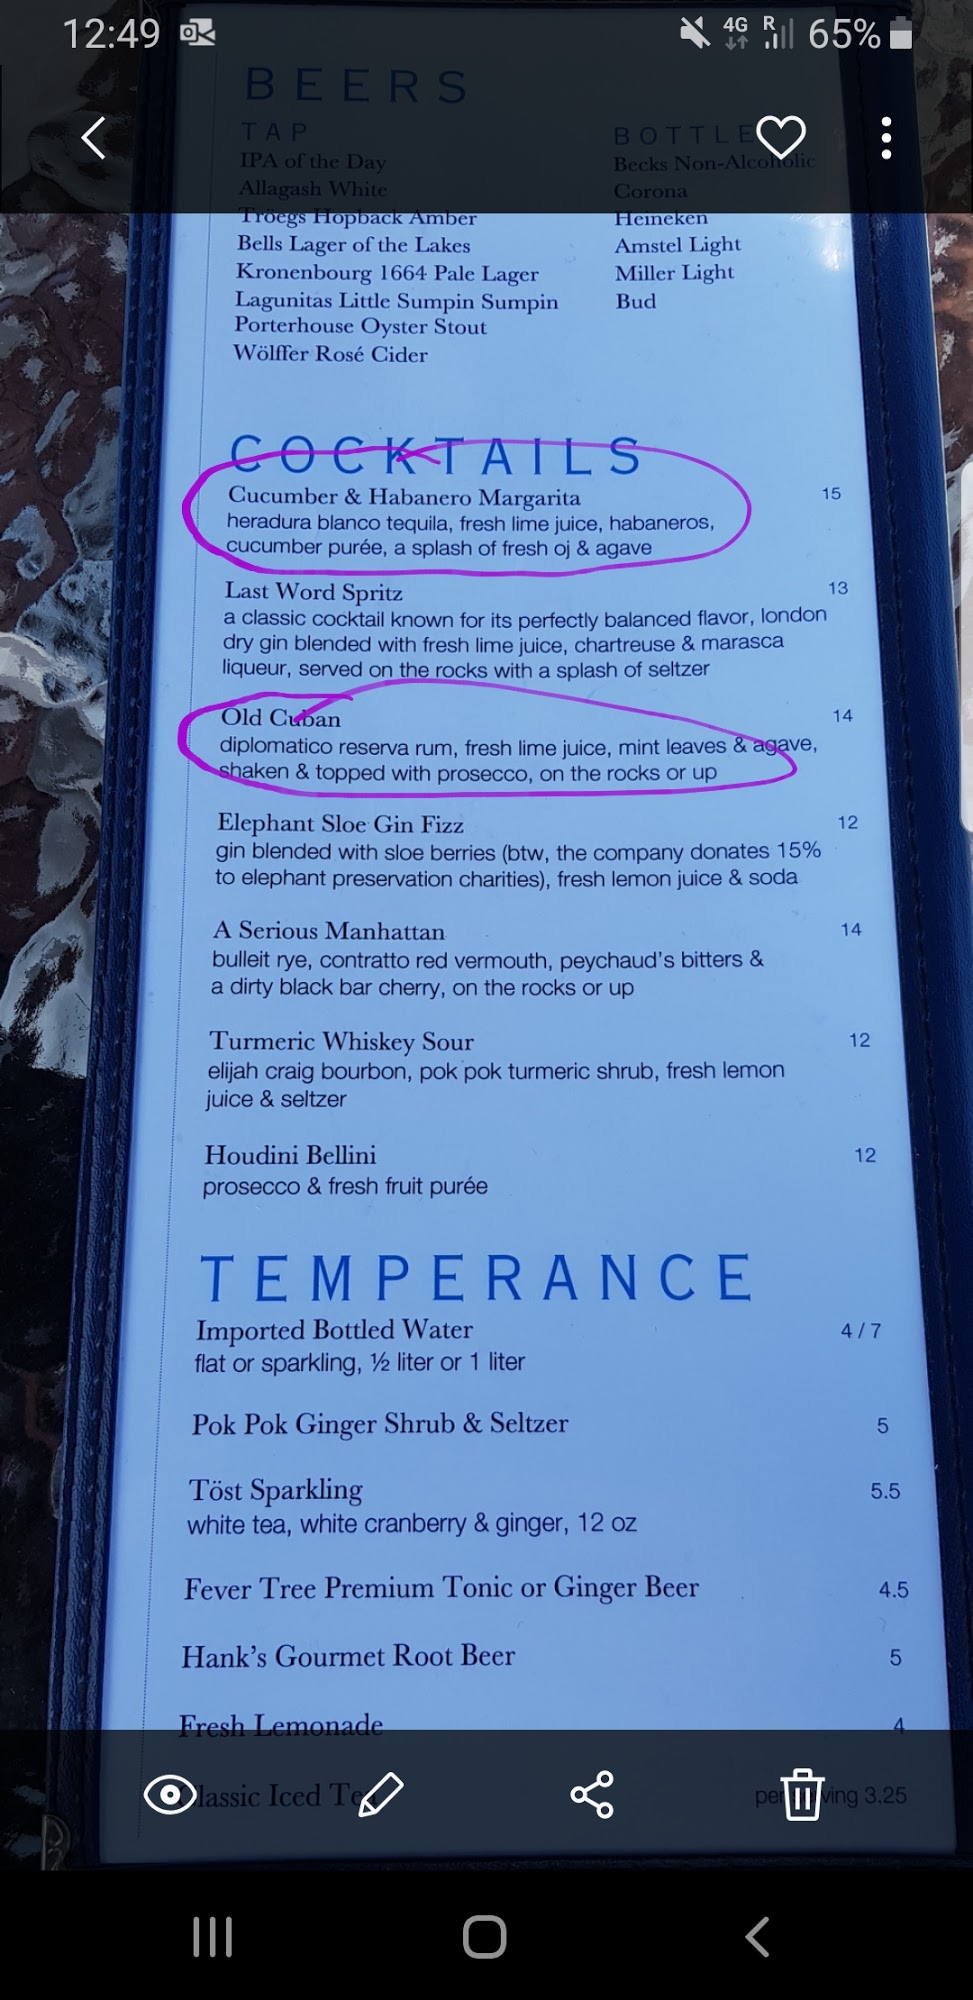 12:49
4G R 65%
BEERS
TAP
BOTTLE
IPA of the Day
Becks Non-Alcoholic
Allagash White
Corona
Tröegs Hopback Amber
Heineken
Bells Lager of the Lakes
Amstel Light
Kronenbourg 1664 Pale Lager
Miller Light
Lagunitas Little Sumpin Sumpin
Bud
Porterhouse Oyster Stout
Wölffer Rosé Cider
COCKTAILS
Cucumber & Habanero Margarita 15
heradura blanco tequila, fresh lime juice, habaneros,
cucumber purée, a splash of fresh oj & agave
Last Word Spritz 13
a classic cocktail known for its perfectly balanced flavor, london
dry gin blended with fresh lime juice, chartreuse & marasca
liqueur, served on the rocks with a splash of seltzer
Old Cuban 14
diplomatico reserva rum, fresh lime juice, mint leaves & agave,
shaken & topped with prosecco, on the rocks or up
Elephant Sloe Gin Fizz 12
gin blended with sloe berries (btw, the company donates 15%
to elephant preservation charities), fresh lemon juice & soda
A Serious Manhattan 14
bulleit rye, contratto red vermouth, peychaud's bitters &
a dirty black bar cherry, on the rocks or up
Turmeric Whiskey Sour 12
elijah craig bourbon, pok pok turmeric shrub, fresh lemon
juice & seltzer
Houdini Bellini 12
prosecco & fresh fruit purée
TEMPERANCE
Imported Bottled Water 4 / 7
flat or sparkling, ½ liter or 1 liter
Pok Pok Ginger Shrub & Seltzer 5
Töst Sparkling 5.5
white tea, white cranberry & ginger, 12 oz
Fever Tree Premium Tonic or Ginger Beer 4.5
Hank's Gourmet Root Beer 5
Fresh Lemonade 4
Classic Iced 3.25